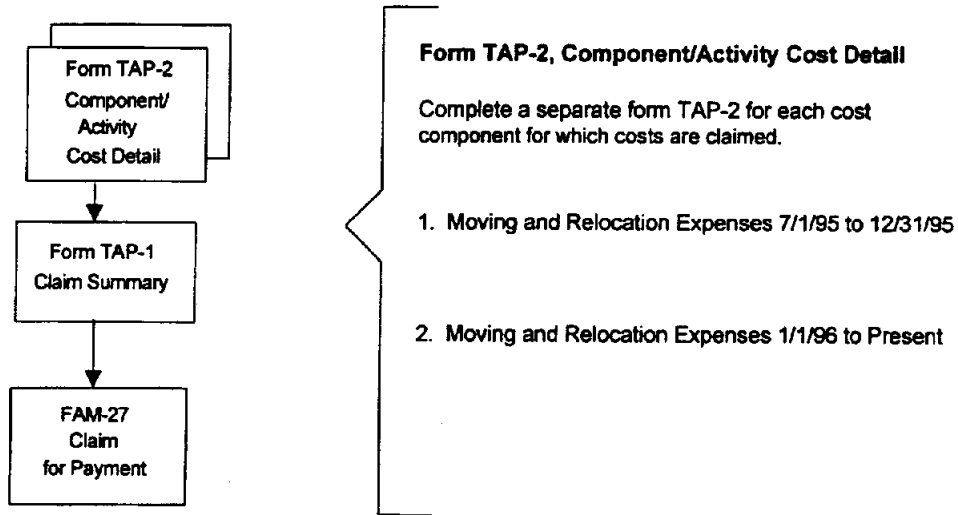 Form TAP-2
Component/
Activity
Cost Detail
Form TAP-1
Claim Summary
FAM-27
Claim
for Payment
Form TAP-2, Component/Activity Cost Detail
Complete a separate form TAP-2 for each cost
component for which costs are claimed.
1. Moving and Relocation Expenses 7/1/95 to 12/31/95
2. Moving and Relocation Expenses 1/1/96 to Present